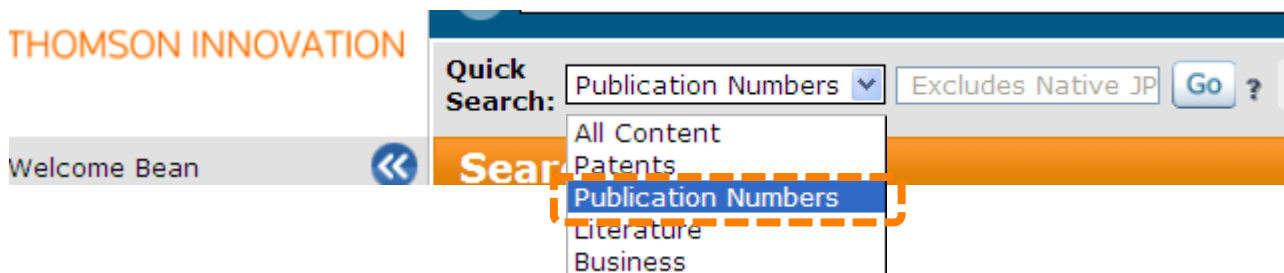 THOMSON INNOVATION
Quick Search:
Publication Numbers
Excludes Native JP
Go
?
All Content
Patents
Publication Numbers
Literature
Business
Welcome Bean
Sear